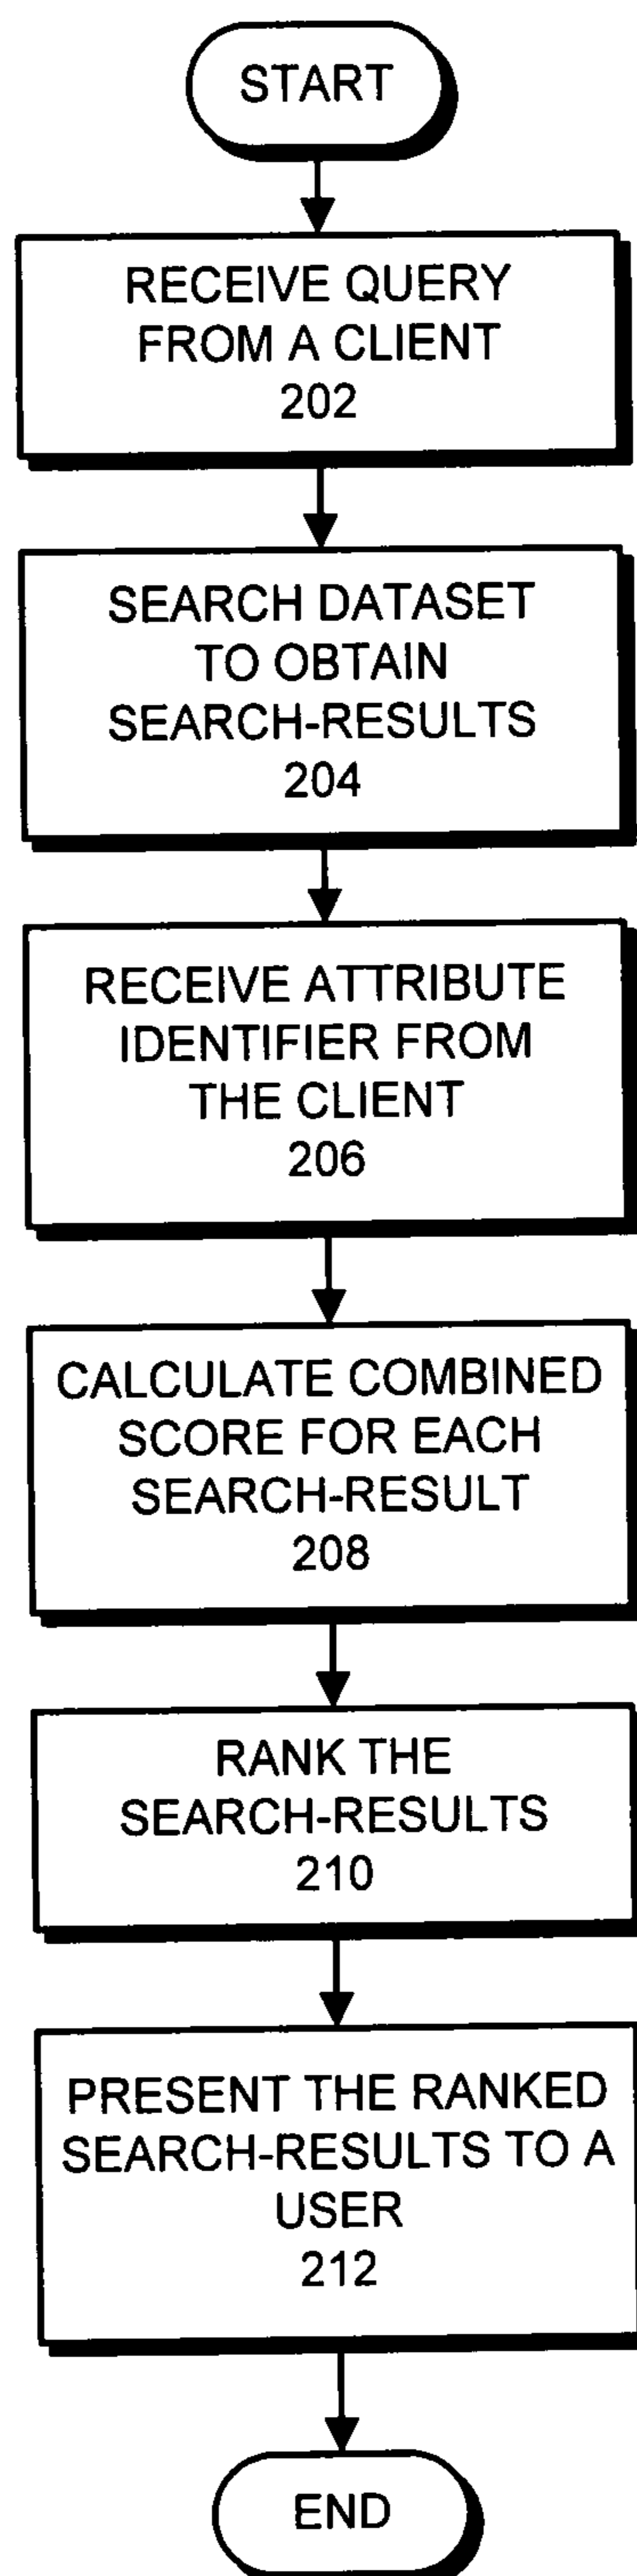 START
RECEIVE QUERY
FROM A CLIENT
202
SEARCH DATASET
TO OBTAIN
SEARCH-RESULTS
204
RECEIVE ATTRIBUTE
IDENTIFIER FROM
THE CLIENT
206
CALCULATE COMBINED
SCORE FOR EACH
SEARCH-RESULT
208
RANK THE
SEARCH-RESULTS
210
PRESENT THE RANKED
SEARCH-RESULTS TO A
USER
212
END